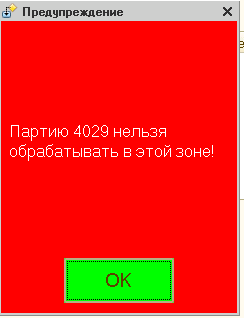 Предупреждение
Партию 4029 нельзя
обрабатывать в этой зоне!
OK